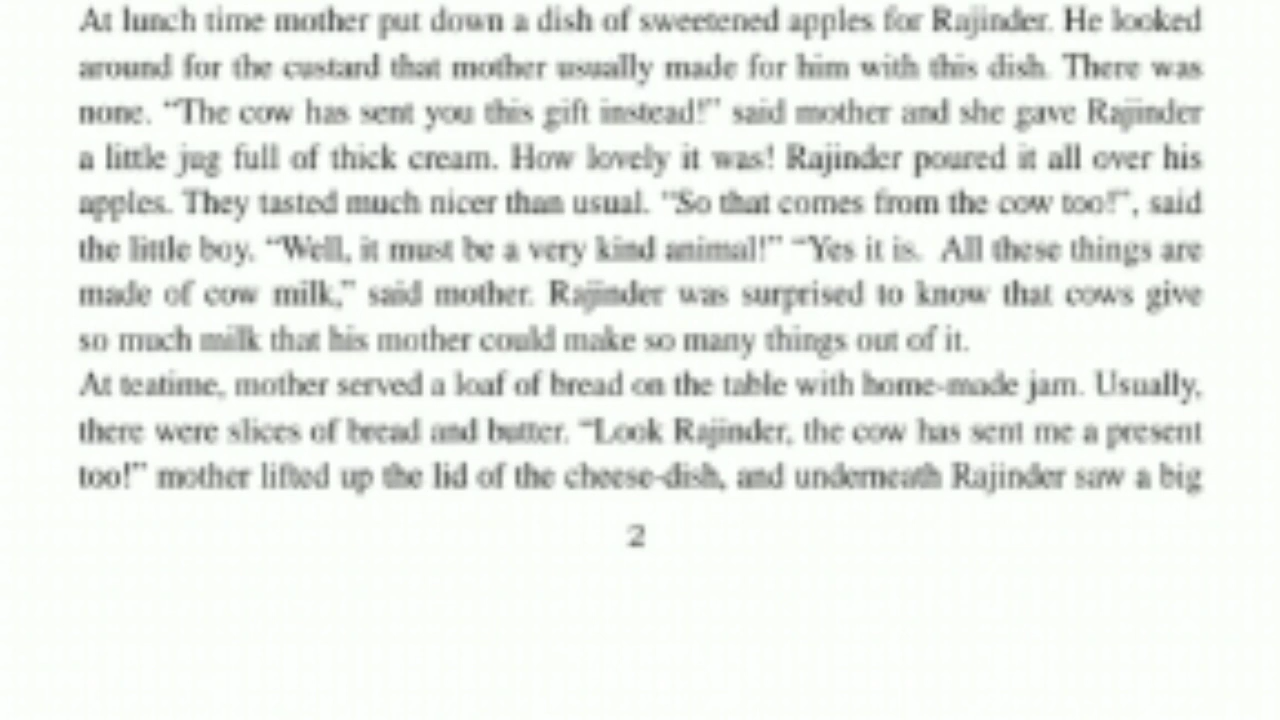 At lunch time mother put down a dish of sweetened apples for Rajinder. He looked
around for the custard that mother usually made for him with this dish. There was
none. “The cow has sent you this gift instead!” said mother and she gave Rajinder
a little jug full of thick cream. How lovely it was! Rajinder poured it all over his
apples. They tasted much nicer than usual. “So that comes from the cow too!”, said
the little boy. “Well, it must be a very kind animal!” “Yes it is. All these things are
made of cow milk,” said mother. Rajinder was surprised to know that cows give
so much milk that his mother could make so many things out of it.
At teatime, mother served a loaf of bread on the table with home-made jam. Usually,
there were slices of bread and butter. “Look Rajinder, the cow has sent me a present
too!” mother lifted up the lid of the cheese-dish, and underneath Rajinder saw a big
2